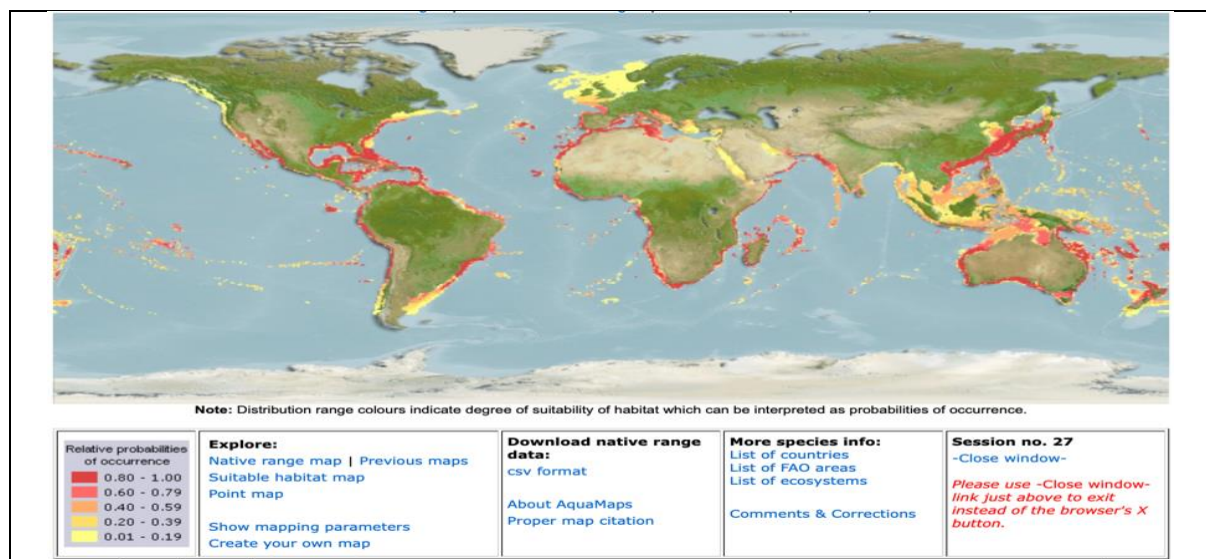 Note: Distribution range colours indicate degree of suitability of habitat which can be interpreted as probabilities of occurrence.
Relative probabilities
of occurrence
0.80 - 1.00
0.60 - 0.79
0.40 - 0.59
0.20 - 0.39
0.01 - 0.19
Explore:
Native range map | Previous maps
Suitable habitat map
Point map
Show mapping parameters
Create your own map
Download native range
data:
csv format
About AquaMaps
Proper map citation
More species info:
List of countries
List of FAO areas
List of ecosystems
Comments & Corrections
Session no. 27
-Close window-
Please use -Close window-
link just above to exit
instead of the browser's X
button.